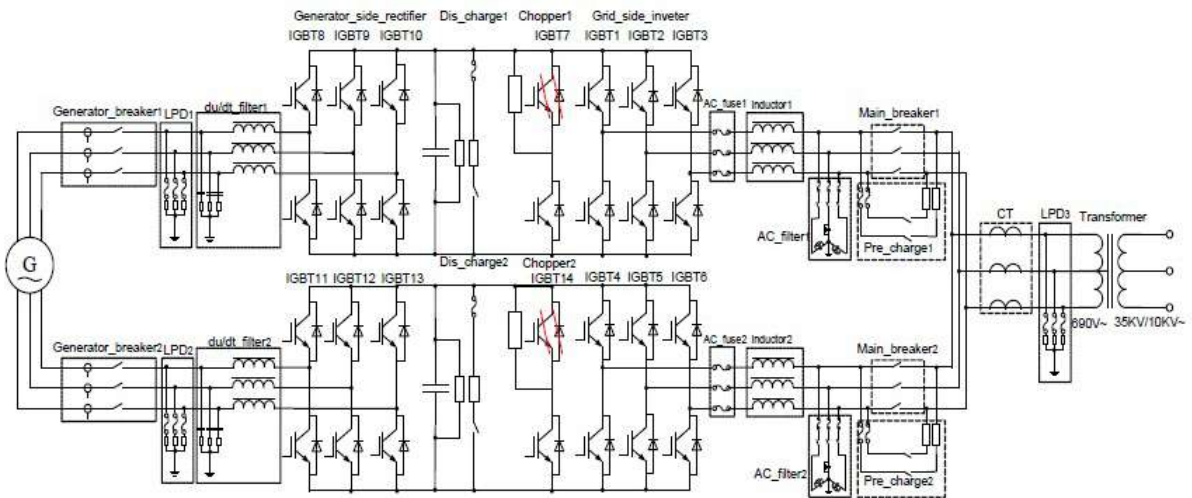 Generator_side_rectifier Dis_charge1 Chopper1 Grid_side_inveter
IGBT8 IGBT9 IGBT10 IGBT7 IGBT1 IGBT2 IGBT3
Generator_breaker1 LPD1 du/dt_filter1 AC_fuse1 Inductor1 Main_breaker1
AC_filter1 Pre_charge1
CT LPD3 Transformer
G
Dis_charge2 Chopper2
IGBT11 IGBT12 IGBT13 IGBT14 IGBT4 IGBT5 IGBT6
690V~ 35KV/10KV~
Generator_breaker2 LPD2 du/dt_filter2 AC_fuse2 Inductor2 Main_breaker2
AC_filter2 Pre_charge2